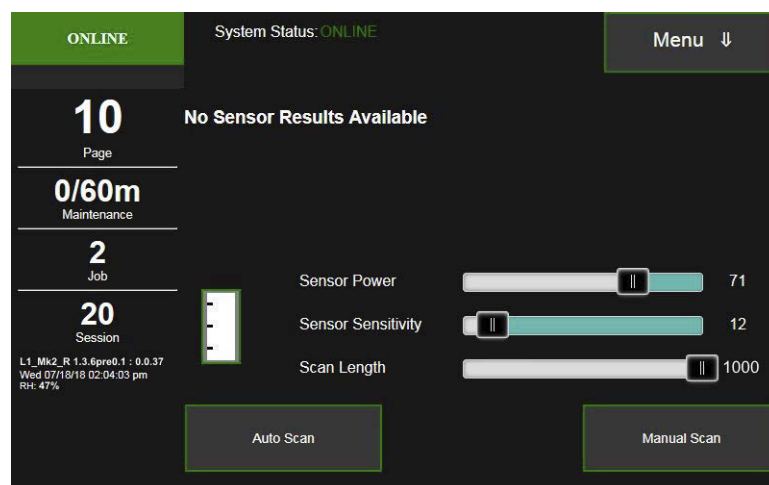 ONLINE
System Status: ONLINE
Menu ⇓
10
Page
No Sensor Results Available
0/60m
Maintenance
2
Job
20
Session
L1_Mk2_R 1.3.6pre0.1 : 0.0.37
Wed 07/18/18 02:04:03 pm
RH: 47%
Sensor Power 71
Sensor Sensitivity 12
Scan Length 1000
Auto Scan
Manual Scan